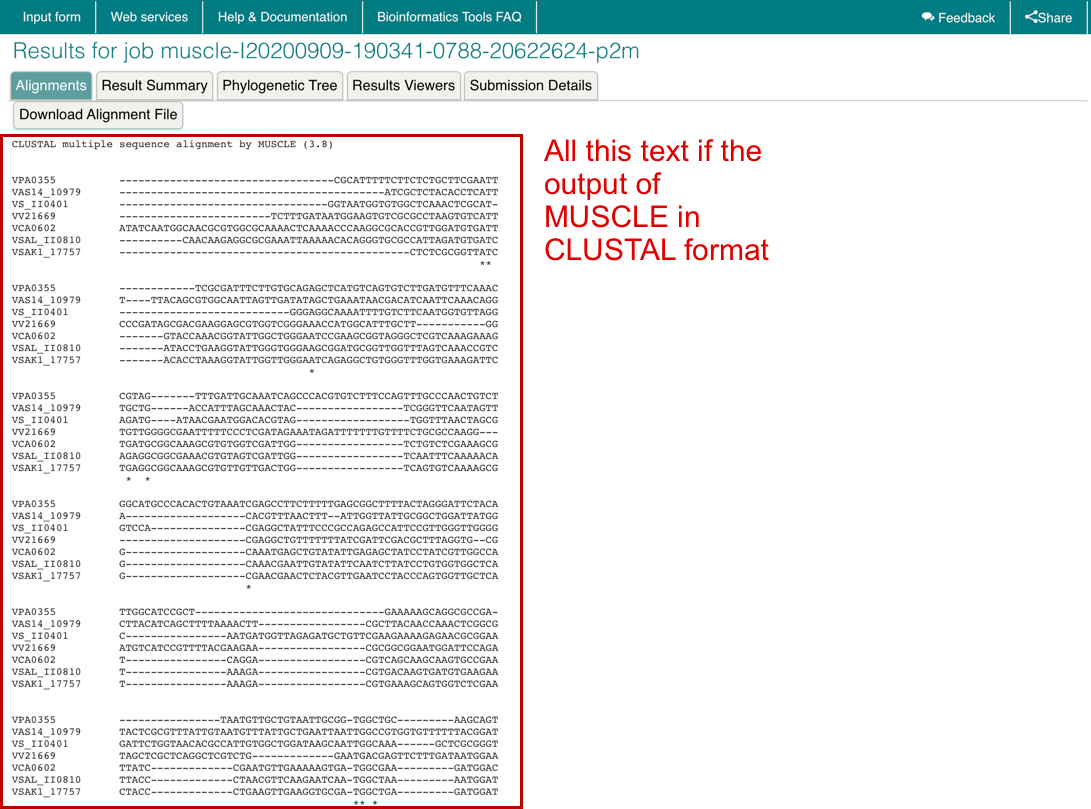 Input form Web services Help & Documentation Bioinformatics Tools FAQ Feedback Share
Results for job muscle-I20200909-190341-0788-20622624-p2m
Alignments Result Summary Phylogenetic Tree Results Viewers Submission Details
Download Alignment File
CLUSTAL multiple sequence alignment by MUSCLE (3.8)
VPA0355 ----------------------------------CGCATTTTTCTTCTCTGCTTCGAATT
VAS14_10979 ------------------------------------------ATCGCTCTACACCTCATT
VS_II0401 ---------------------------------GGTAATGGTGTGGCTCAAACTCGCAT-
VV21669 ------------------------TCTTTGATAATGGAAGTGTCGCGCCTAAGTGTCATT
VCA0602 ATATCAATGGCAACGCGTGGCGCAAAACTCAAAACCCAAGGCGCACCGTTGGATGTGATT
VSAL_II0810 ----------CAACAAGAGGCGCGAAATTAAAAACACAGGGTGCGCCATTAGATGTGATC
VSAK1_17757 ----------------------------------------------CTCTCGCGGTTATC
**
VPA0355 ------------TCGCGATTTCTTGTGCAGAGCTCATGTCAGTGTCTTGATGTTTCAAAC
VAS14_10979 T----TTACAGCGTGGCAATTAGTTGATATAGCTGAAATAACGACATCAATTCAAACAGG
VS_II0401 ---------------------------GGGAGGCAAAATTTTGTCTTCAATGGTGTTAGG
VV21669 CCCGATAGCGACGAAGGAGCGTGGTCGGGAAACCATGGCATTTGCTT-----------GG
VCA0602 -------GTACCAAACGGTATTGGCTGGGAATCCGAAGCGGTAGGGCTCGTCAAAGAAAG
VSAL_II0810 -------ATACCTGAAGGTATTGGGTGGGAAGCGGATGCGGTTGGTTTAGTCAAACCGTC
VSAK1_17757 -------ACACCTAAAGGTATTGGTTGGGAATCAGAGGCTGTGGGTTTGGTGAAAGATTC
*
VPA0355 CGTAG-------TTTGATTGCAAATCAGCCCACGTGTCTTTCCAGTTTGCCCAACTGTCT
VAS14_10979 TGCTG------ACCATTTAGCAAACTAC-----------------TCGGGTTCAATAGTT
VS_II0401 AGATG----ATAACGAATGGACACGTAG------------------TGGTTTAACTAGCG
VV21669 TGTTGGGGCGAATTTTTCCCTCGATAGAAATAGATTTTTTTGTTTTCTGCGCCAAGG---
VCA0602 TGATGCGGCAAAGCGTGTGGTCGATTGG-----------------TCTGTCTCGAAAGCG
VSAL_II0810 AGAGGCGGCGAAACGTGTAGTCGATTGG-----------------TCAATTTCAAAAACA
VSAK1_17757 TGAGGCGGCAAAGCGTGTTGTTGACTGG-----------------TCAGTGTCAAAAGCG
* *
VPA0355 GGCATGCCCACACTGTAAATCGAGCCTTCTTTTTGAGCGGCTTTTACTAGGGATTCTACA
VAS14_10979 A-------------------CACGTTTAACTTT-ATTGGTTATTGCGGCTGGATTATGG
VS_II0401 GTCCA---------------CGAGGCTATTTCCCGCCAGAGCCATTCCGTTGGGTTGGGG
VV21669 --------------------CGAGGCTGTTTTTTTATCGATTCGACGCTTTAGGTG--CG
VCA0602 G-------------------CAAATGAGCTGTATATTGAGAGCTATCCTATCGTTGGCCA
VSAL_II0810 G-------------------CAAACGAATTGTATATTCAATCTTATCCTGTGGTGGCTCA
VSAK1_17757 G-------------------CGAACGAACTCTACGTTGAATCCTACCCAGTGGTTGCTCA
*
VPA0355 TTGGCATCCGCT------------------------------GAAAAAGCAGGCGCCGA-
VAS14_10979 CTTACATCAGCTTTTAAAACTT-----------------CGCTTACAACCAAACTCGGCG
VS_II0401 C----------------AATGATGGTTAGAGATGCTGTTCGAAGAAAAGAGAACGCGGAA
VV21669 ATGTCATCCGTTTTACGAAGAA-----------------CGCGGCGGAATGGATTCCAGA
VCA0602 T----------------CAGGA-----------------CGTCAGCAAGCAAGTGCCGAA
VSAL_II0810 T----------------AAAGA-----------------CGTGACAAGTGATGTGAAGAA
VSAK1_17757 T----------------AAAGA-----------------CGTGAAAGCAGTGGTCTCGAA
VPA0355 ----------------TAATGTTGCTGTAATTGCGG-TGGCTGC---------AAGCAGT
VAS14_10979 TACTCGCGTTTATTGTAATGTTTATTGCTGAATTAATTGGCCGTGGTGTTTTTTACGGAT
VS_II0401 GATTCTGGTAACACGCCATTGTGGCTGGATAAGCAATTGGCAAA------GCTCGCGGGT
VV21669 TAGCTCGCTCAGGCTCGTCTG-------------GAATGACGAGTTCTTTGATAATGGAA
VCA0602 TTATC-------------CGAATGTTGAAAAAGTGA-TGGCGAA---------GATGGAC
VSAL_II0810 TTACC-------------CTAACGTTCAAGAATCAA-TGGCTAA---------AATGGAT
VSAK1_17757 CTACC-------------CTGAAGTTGAAGGTGCGA-TGGCTGA---------GATGGAT
** *
All this text if the
output of
MUSCLE in
CLUSTAL format